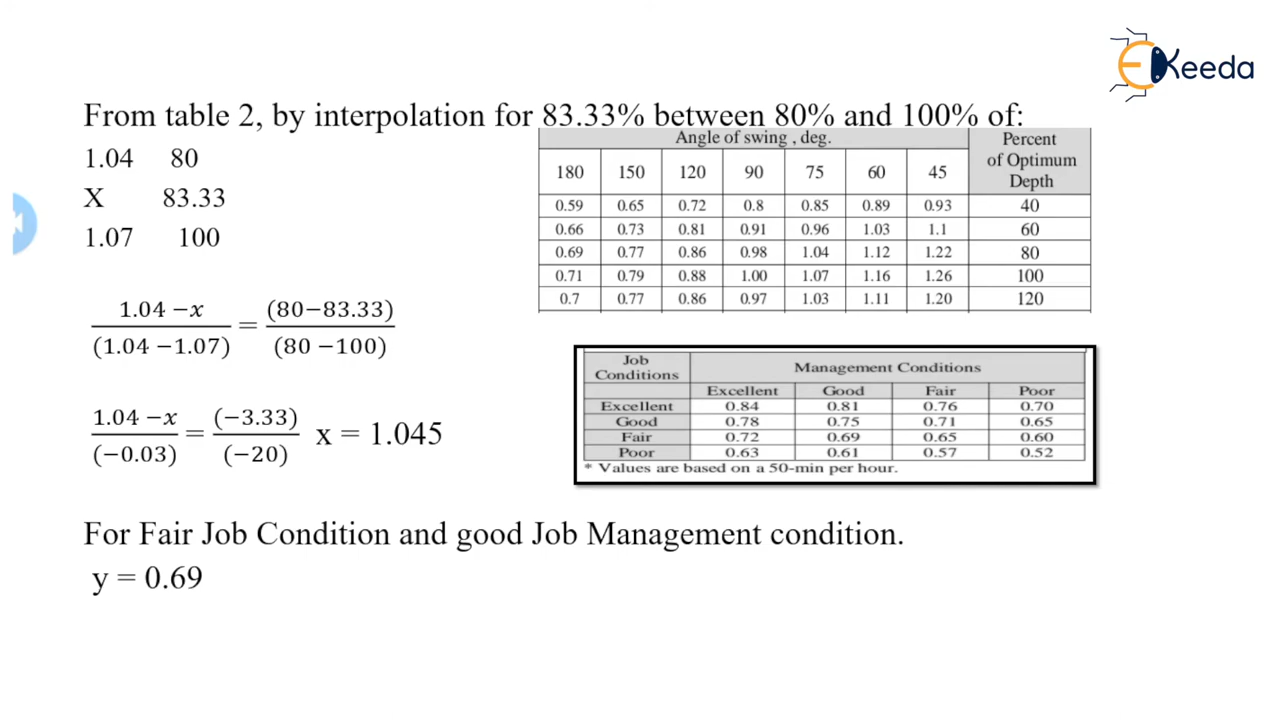 EKeeda
From table 2, by interpolation for 83.33% between 80% and 100% of:
1.04 80
X 83.33
1.07 100
1.04 −x / (1.04 −1.07) = (80−83.33) / (80 −100)
1.04 −x / (−0.03) = (−3.33) / (−20) x = 1.045
Angle of swing , deg. Percent of Optimum Depth
180 150 120 90 75 60 45
0.59 0.65 0.72 0.8 0.85 0.89 0.93 40
0.66 0.73 0.81 0.91 0.96 1.03 1.1 60
0.69 0.77 0.86 0.98 1.04 1.12 1.22 80
0.71 0.79 0.88 1.00 1.07 1.16 1.26 100
0.7 0.77 0.86 0.97 1.03 1.11 1.20 120
Job Conditions Management Conditions
Excellent Good Fair Poor
Excellent 0.84 0.81 0.76 0.70
Good 0.78 0.75 0.71 0.65
Fair 0.72 0.69 0.65 0.60
Poor 0.63 0.61 0.57 0.52
* Values are based on a 50-min per hour.
For Fair Job Condition and good Job Management condition.
y = 0.69